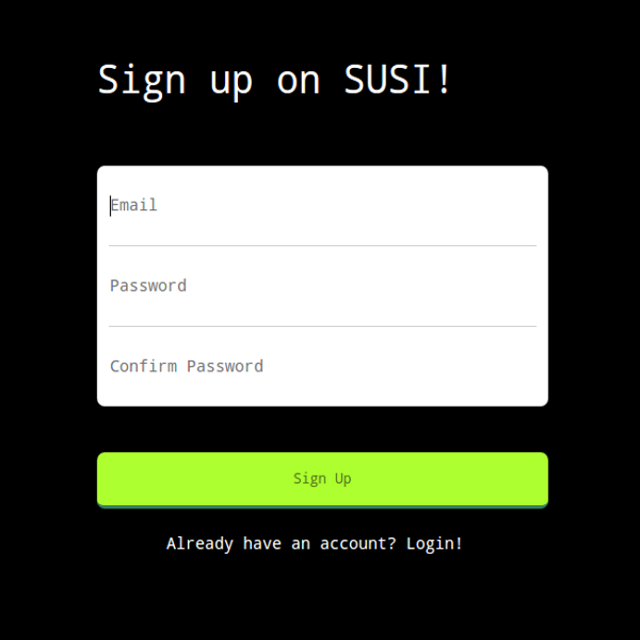 Sign up on SUSI!
Email
Password
Confirm Password
Sign Up
Already have an account? Login!